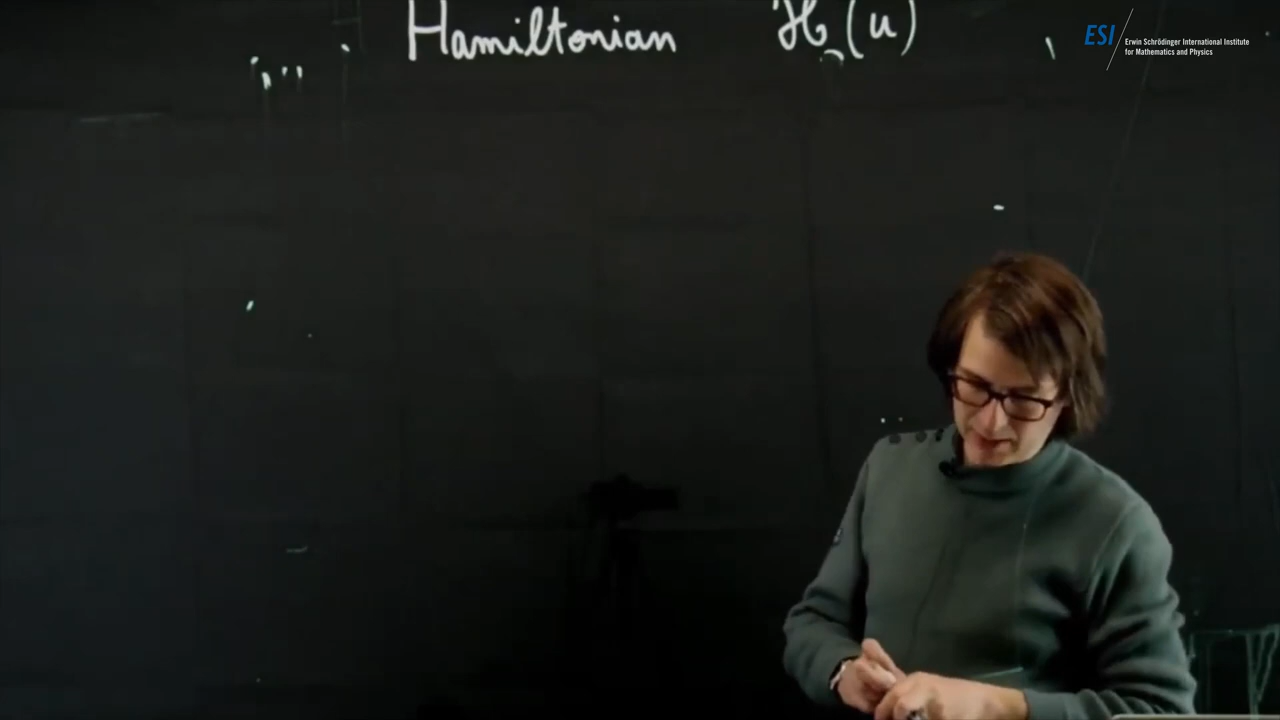 Hamiltonian ℋ(u)
ESI
Erwin Schrödinger International Institute
for Mathematics and Physics